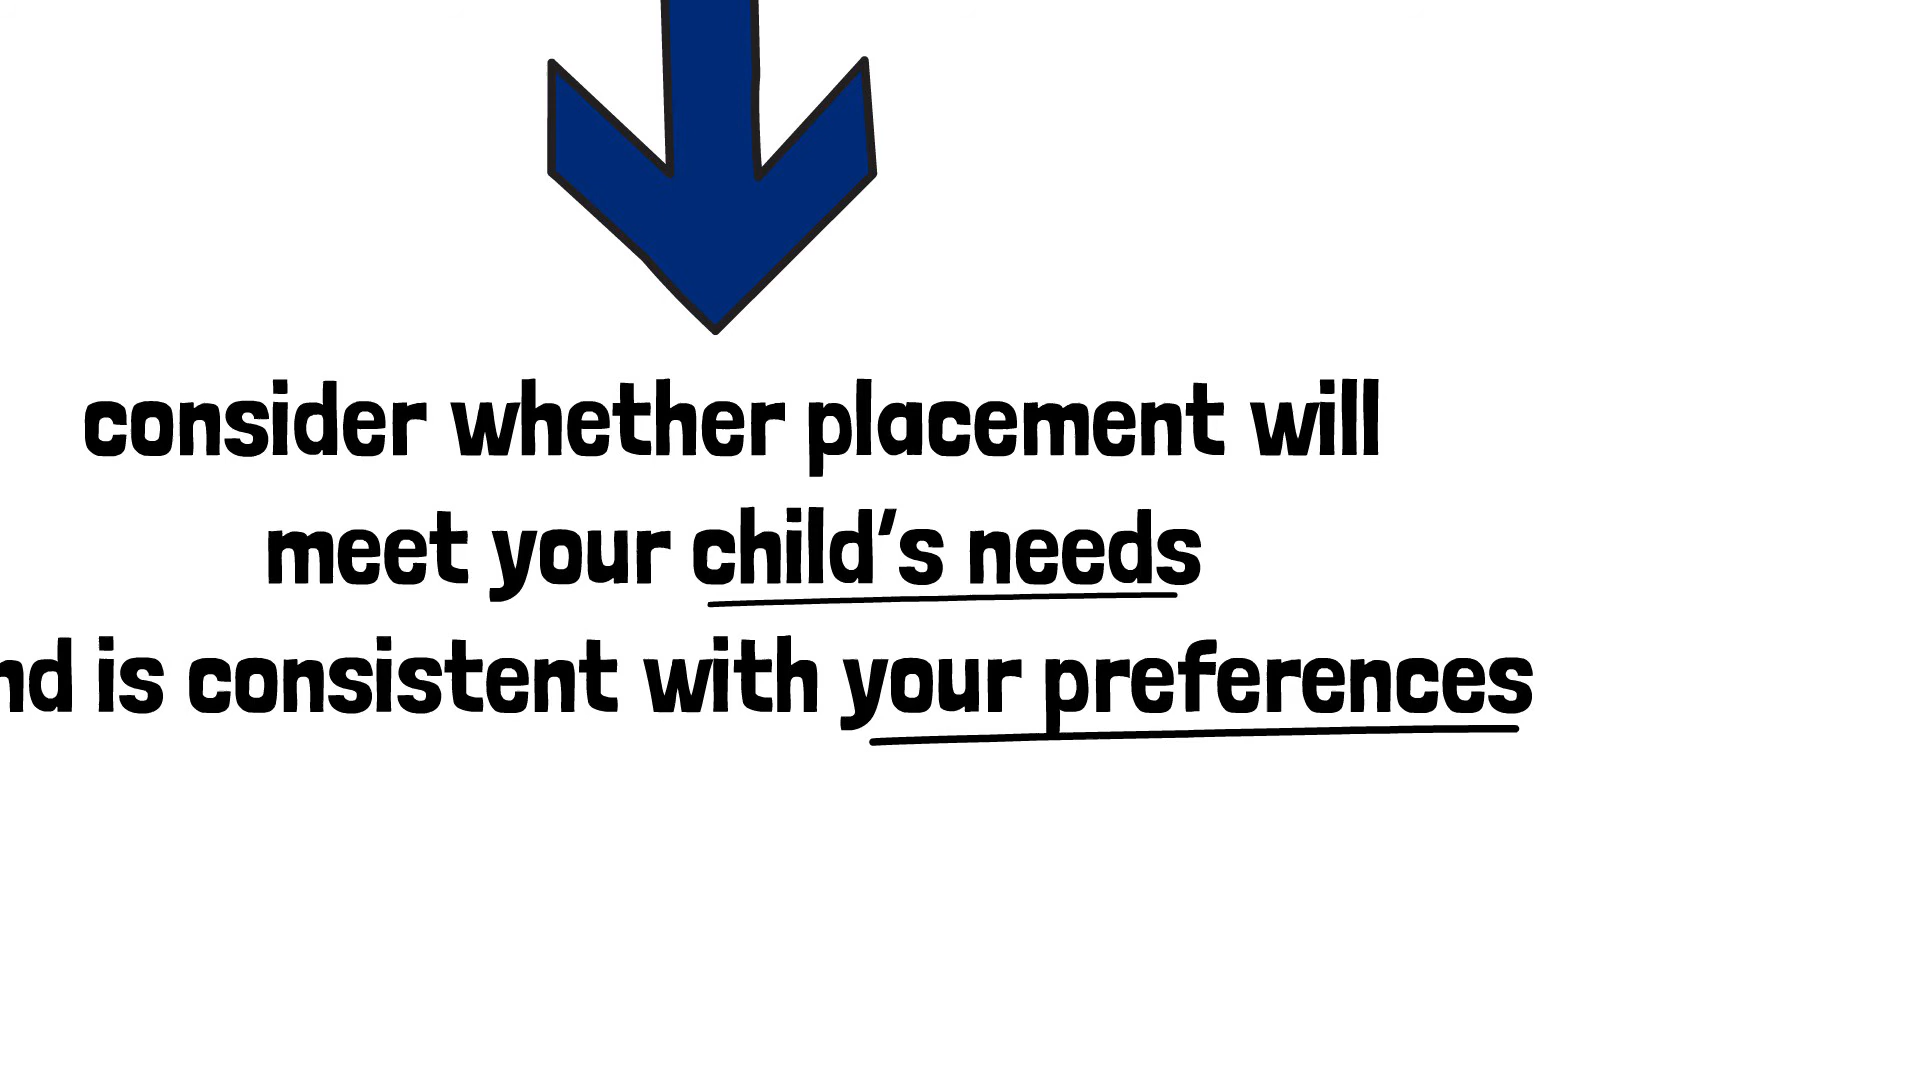 consider whether placement will
meet your child's needs
nd is consistent with your preferences